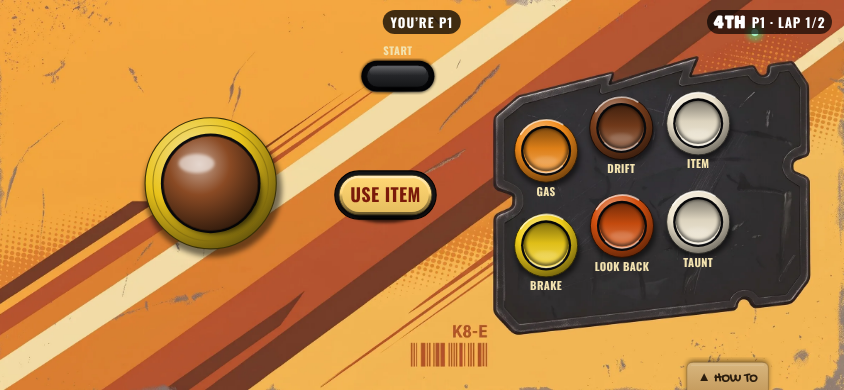 YOU'RE P1
4TH P1 · LAP 1/2
START
USE ITEM
GAS
DRIFT
ITEM
BRAKE
LOOK BACK
TAUNT
K8-E
▲ HOW TO